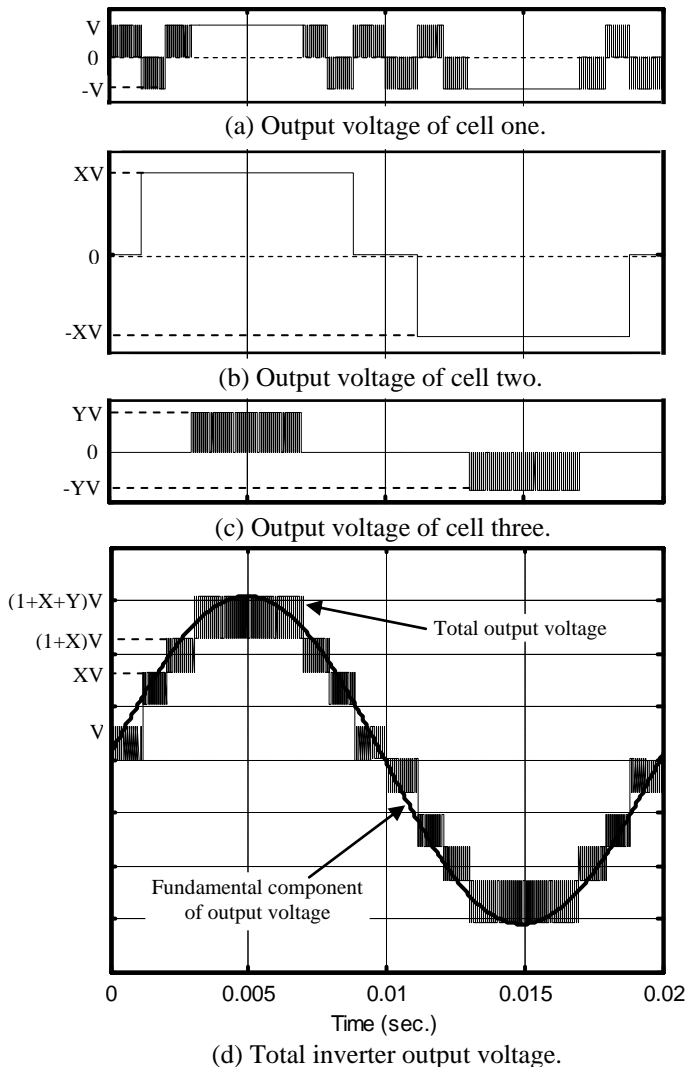 V
0
-V
(a) Output voltage of cell one.
XV
0
-XV
(b) Output voltage of cell two.
YV
0
-YV
(c) Output voltage of cell three.
(1+X+Y)V
Total output voltage
(1+X)V
XV
V
Fundamental component
of output voltage
0 0.005 0.01 0.015 0.02
Time (sec.)
(d) Total inverter output voltage.